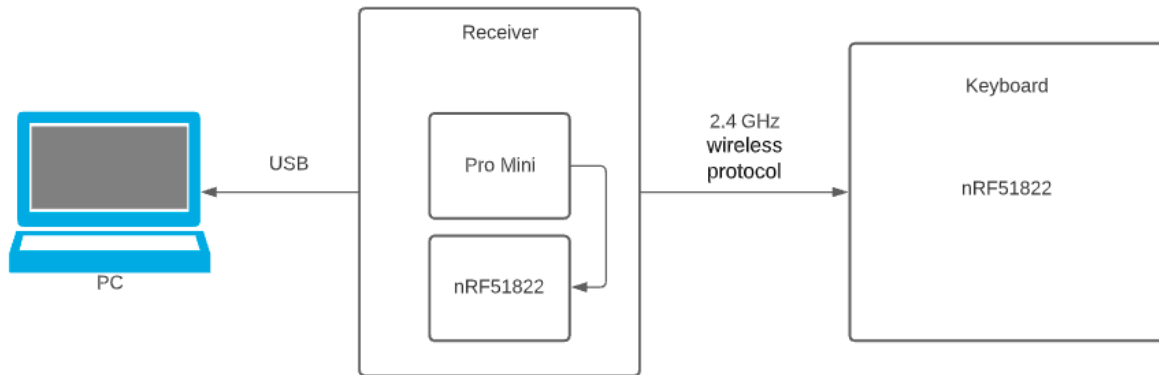 Receiver
Keyboard
Pro Mini
2.4 GHz
wireless
protocol
USB
nRF51822
nRF51822
PC